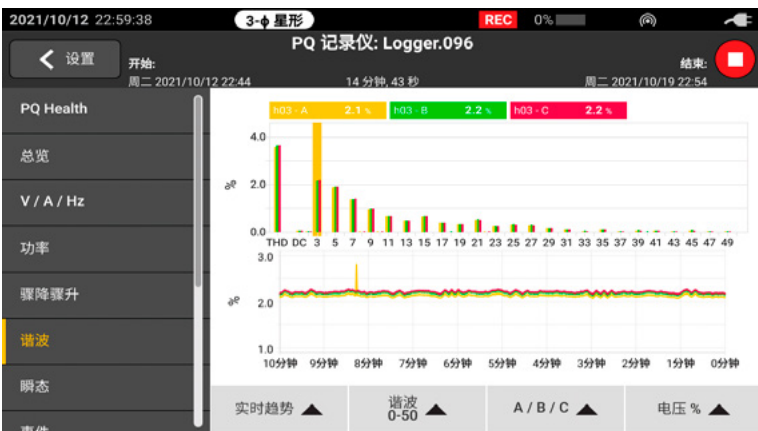 2021/10/12 22:59:38 3-ϕ 星形 REC 0%
设置 PQ 记录仪: Logger.096
开始: 结束:
周二 2021/10/12 22:44 14 分钟, 43 秒 周二 2021/10/19 22:54
PQ Health
总览
V / A / Hz
功率
骤降骤升
谐波
瞬态
事件
h03 - A 2.1 % h03 - B 2.2 % h03 - C 2.2 %
4.0
%
2.0
0.0
THD DC 3 5 7 9 11 13 15 17 19 21 23 25 27 29 31 33 35 37 39 41 43 45 47 49
3.0
%
2.0
1.0
10分钟 9分钟 8分钟 7分钟 6分钟 5分钟 4分钟 3分钟 2分钟 1分钟 0分钟
实时趋势 谐波 0-50 A / B / C 电压 %